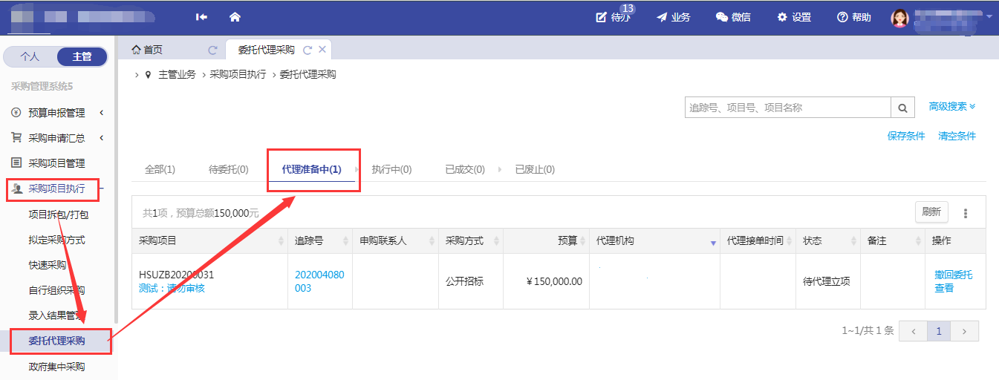 13
待办 业务 微信 设置 帮助
个人 主管
首页 委托代理采购
采购管理系统5
主管业务 采购项目执行 委托代理采购
预算申报管理
采购申请汇总
采购项目管理
采购项目执行
项目拆包/打包
拟定采购方式
快速采购
自行组织采购
录入结果管理
委托代理采购
政府集中采购
追踪号、项目号、项目名称
高级搜索
保存条件 清空条件
全部(1) 待委托(0) 代理准备中(1) 执行中(0) 已成交(0) 已废止(0)
共1项，预算总额150,000元
刷新
采购项目 追踪号 申购联系人 采购方式 预算 代理机构 代理接单时间 状态 备注 操作
HSUZB20200031
测试：请勿审核
202004080
003
公开招标
￥150,000.00
待代理立项
撤回委托
查看
1~1/共 1 条 ‹ 1 ›